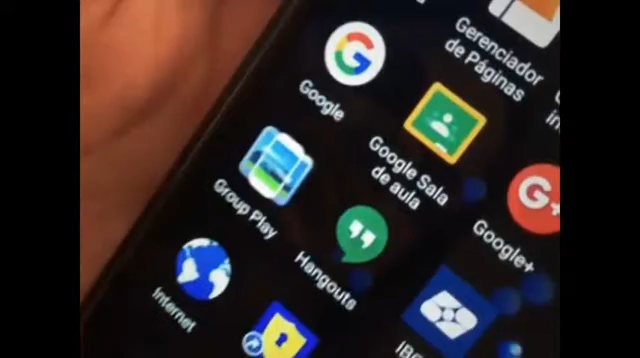 Gerenciador
de Páginas
Google
Google Sala
de aula
G+
Google+
Group Play
Hangouts
Internet